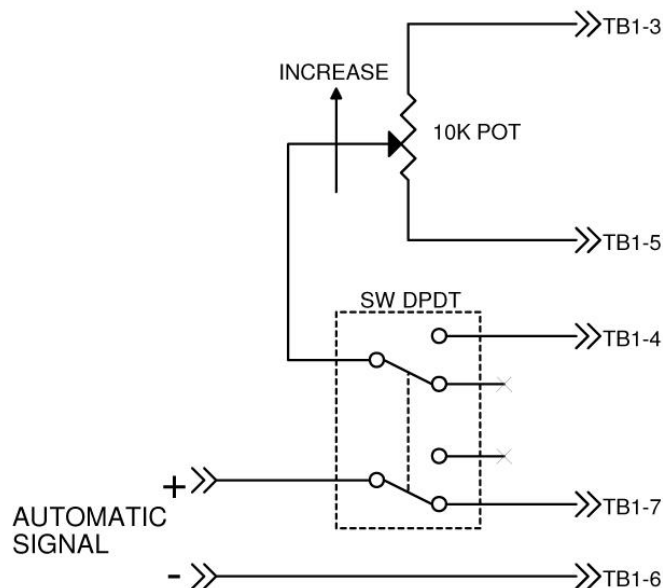 TB1-3
INCREASE
10K POT
TB1-5
SW DPDT
TB1-4
+
TB1-7
AUTOMATIC
SIGNAL
-
TB1-6